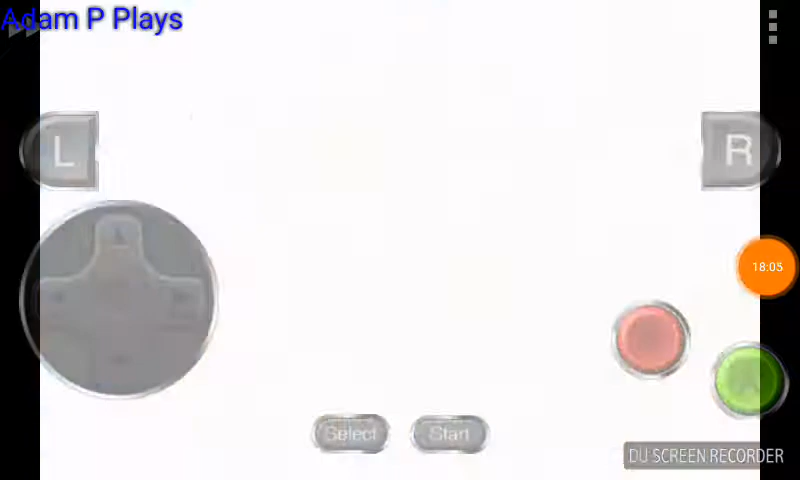 Adam P Plays
L
R
18:05
Select
Start
DU SCREEN RECORDER